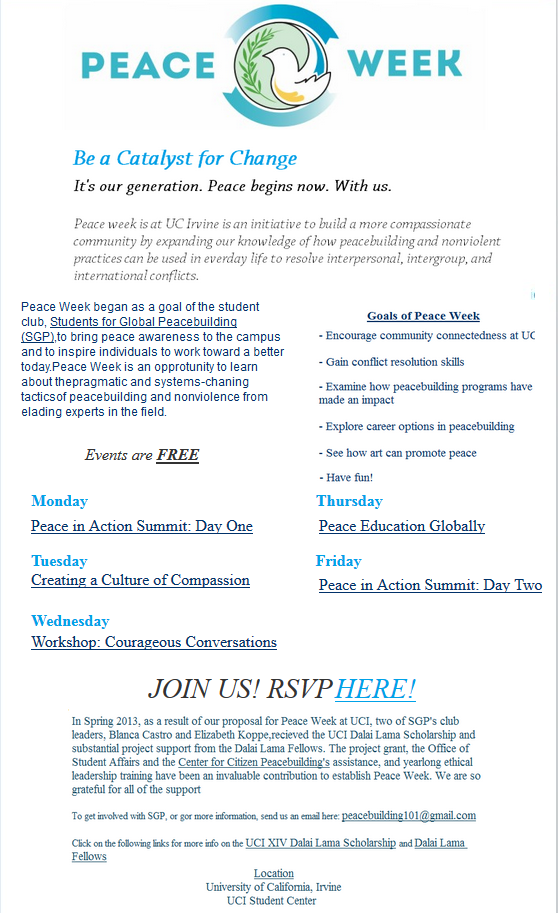 PEACE WEEK
Be a Catalyst for Change
It's our generation. Peace begins now. With us.
Peace week is at UC Irvine is an initiative to build a more compassionate
community by expanding our knowledge of how peacebuilding and nonviolent
practices can be used in everday life to resolve interpersonal, intergroup, and
international conflicts.
Peace Week began as a goal of the student
club, Students for Global Peacebuilding
(SGP),to bring peace awareness to the campus
and to inspire individuals to work toward a better
today.Peace Week is an opprortunity to learn
about thepragmatic and systems-chaning
tacticsof peacebuilding and nonviolence from
elading experts in the field.
Events are FREE
Goals of Peace Week
- Encourage community connectedness at UC
- Gain conflict resolution skills
- Examine how peacebuilding programs have
made an impact
- Explore career options in peacebuilding
- See how art can promote peace
- Have fun!
Monday
Peace in Action Summit: Day One
Tuesday
Creating a Culture of Compassion
Wednesday
Workshop: Courageous Conversations
Thursday
Peace Education Globally
Friday
Peace in Action Summit: Day Two
JOIN US! RSVP HERE!
In Spring 2013, as a result of our proposal for Peace Week at UCI, two of SGP's club
leaders, Blanca Castro and Elizabeth Koppe,recieved the UCI Dalai Lama Scholarship and
substantial project support from the Dalai Lama Fellows. The project grant, the Office of
Student Affairs and the Center for Citizen Peacebuilding's assistance, and yearlong ethical
leadership training have been an invaluable contribution to establish Peace Week. We are so
grateful for all of the support
To get involved with SGP, or gor more information, send us an email here: peacebuilding101@gmail.com
Click on the following links for more info on the UCI XIV Dalai Lama Scholarship and Dalai Lama
Fellows
Location
University of California, Irvine
UCI Student Center